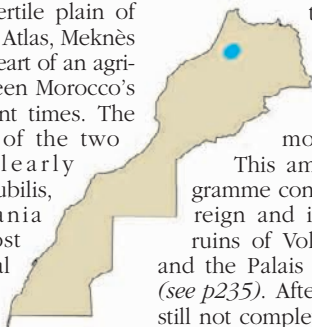 ertile plain of
Atlas, Meknès
eart of an agri-
een Morocco's
nt times. The
of the two
learly
ubilis,
ania
ost
al
t
mo
This am
gramme con
reign and i
ruins of Vol
and the Palais
(see p235). After
still not comple